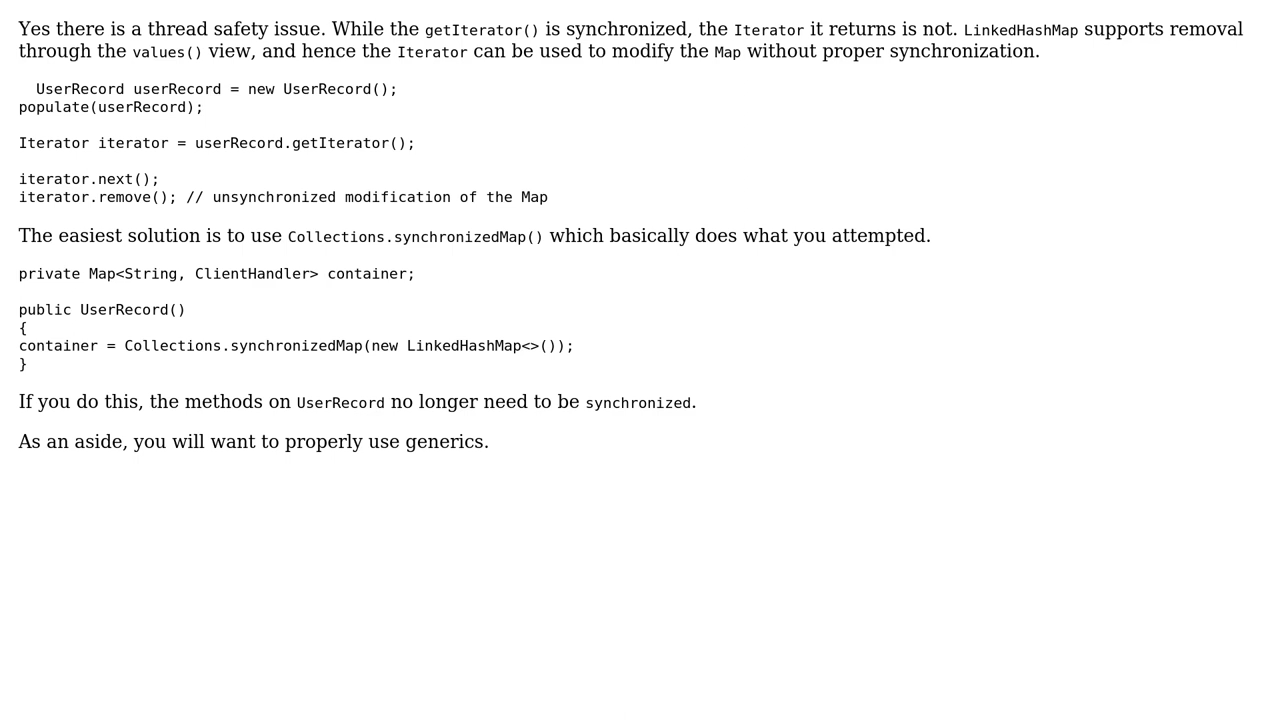 Yes there is a thread safety issue. While the getIterator() is synchronized, the Iterator it returns is not. LinkedHashMap supports removal
through the values() view, and hence the Iterator can be used to modify the Map without proper synchronization.
  UserRecord userRecord = new UserRecord();
populate(userRecord);
Iterator iterator = userRecord.getIterator();
iterator.next();
iterator.remove(); // unsynchronized modification of the Map
The easiest solution is to use Collections.synchronizedMap() which basically does what you attempted.
private Map<String, ClientHandler> container;
public UserRecord()
{
container = Collections.synchronizedMap(new LinkedHashMap<>());
}
If you do this, the methods on UserRecord no longer need to be synchronized.
As an aside, you will want to properly use generics.